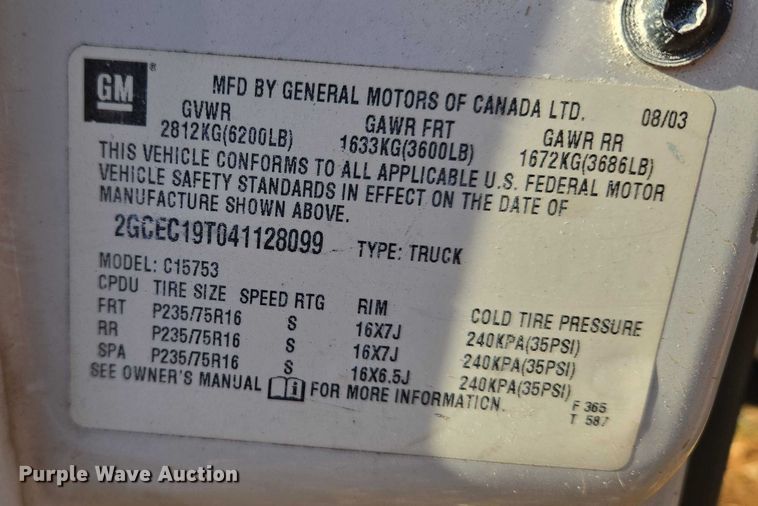 GM ®
MFD BY GENERAL MOTORS OF CANADA LTD. 08/03
GVWR GAWR FRT GAWR RR
2812KG(6200LB) 1633KG(3600LB) 1672KG(3686LB)
THIS VEHICLE CONFORMS TO ALL APPLICABLE U.S. FEDERAL MOTOR
VEHICLE SAFETY STANDARDS IN EFFECT ON THE DATE OF
MANUFACTURE SHOWN ABOVE.
2GCEC19T041128099 TYPE: TRUCK
MODEL: C15753
CPDU TIRE SIZE SPEED RTG RIM COLD TIRE PRESSURE
FRT P235/75R16 S 16X7J 240KPA(35PSI)
RR P235/75R16 S 16X7J 240KPA(35PSI)
SPA P235/75R16 S 16X6.5J 240KPA(35PSI)
SEE OWNER'S MANUAL FOR MORE INFORMATION.
F 365
T 587
Purple Wave Auction